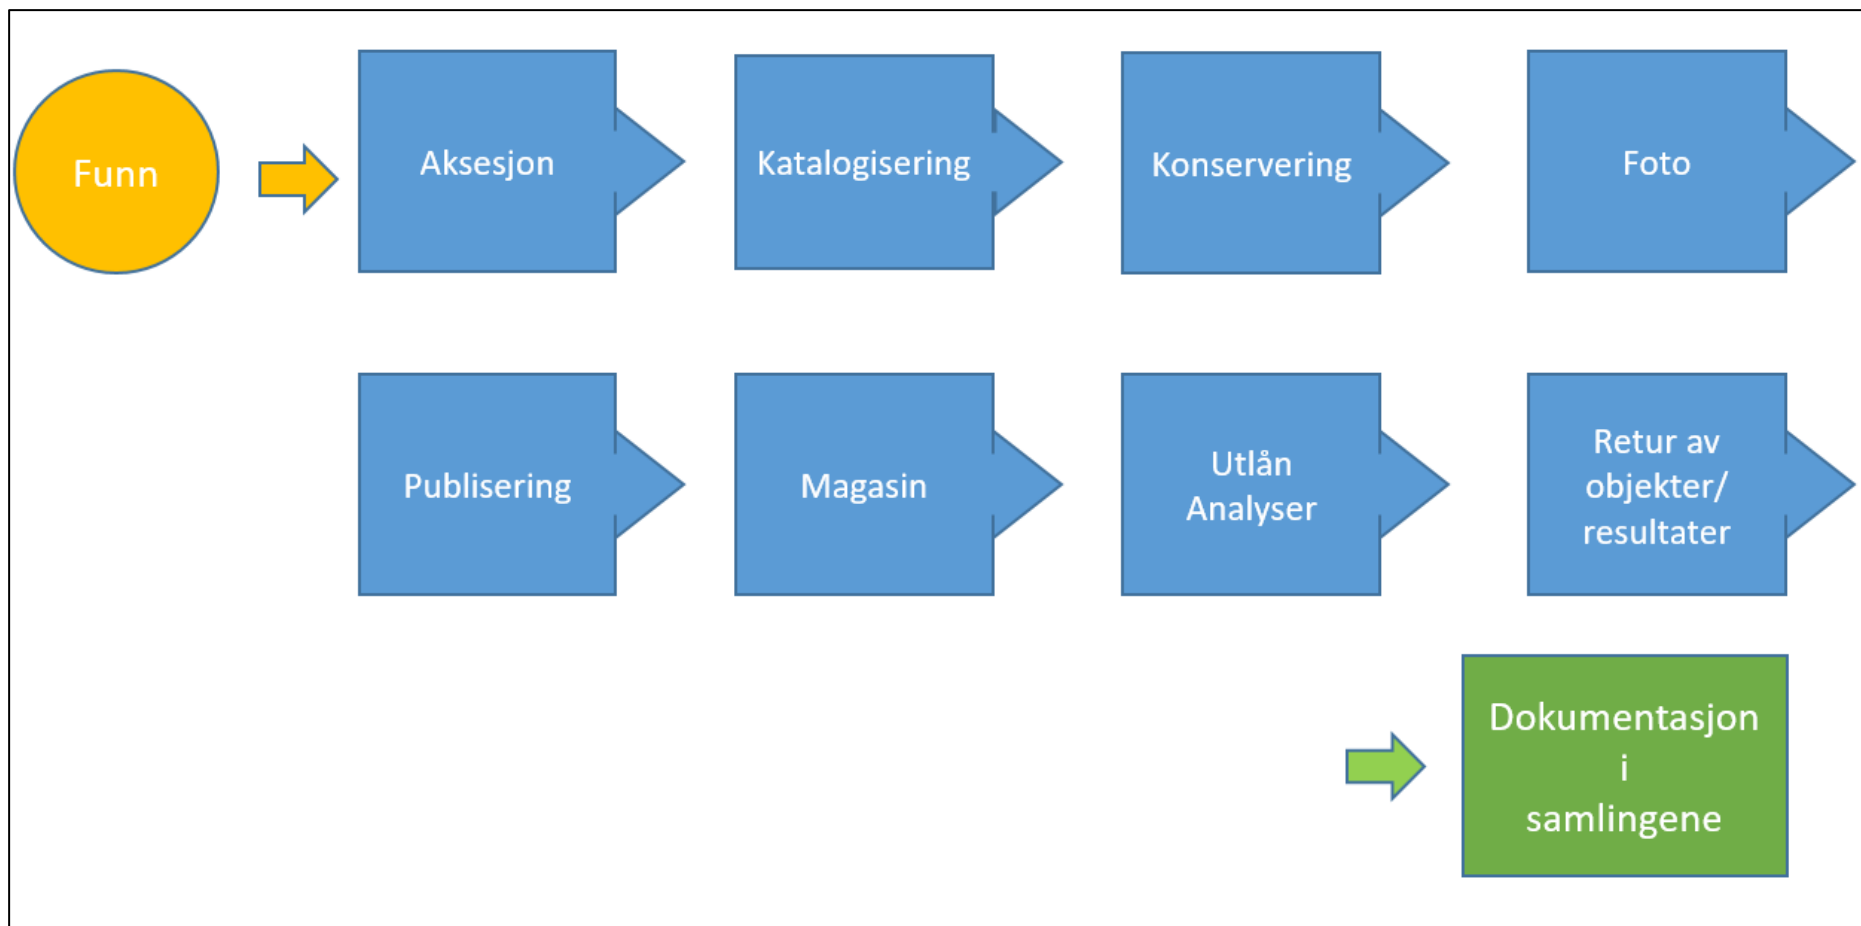 Funn
Aksesjon
Katalogisering
Konservering
Foto
Publisering
Magasin
Utlån
Analyser
Retur av
objekter/
resultater
Dokumentasjon
i
samlingene